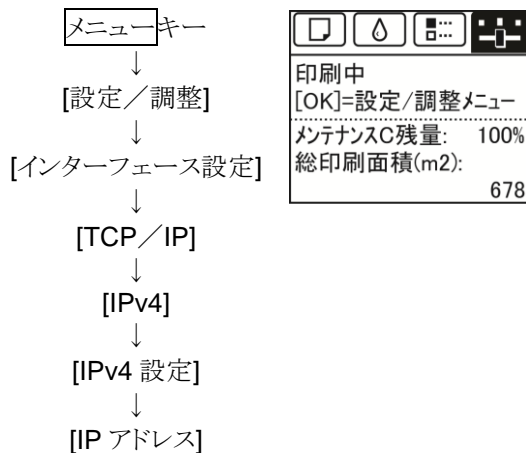 メニューキー
↓
[設定／調整]
↓
[インターフェース設定]
↓
[TCP／IP]
↓
[IPv4]
↓
[IPv4 設定]
↓
[IP アドレス]
印刷中
[OK]=設定/調整ﾒﾆｭｰ
ﾒﾝﾃﾅﾝｽC残量: 100%
総印刷面積(m2):
678